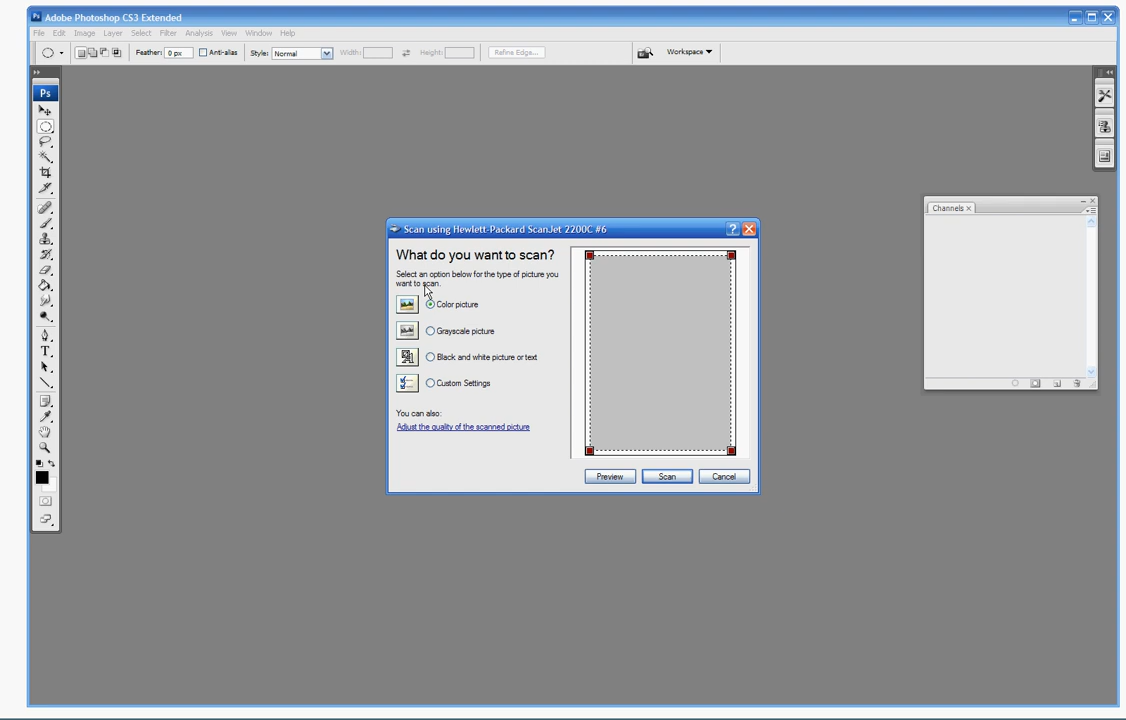 Ps Adobe Photoshop CS3 Extended
File Edit Image Layer Select Filter Analysis View Window Help
Feather: 0 px Anti-alias Style: Normal Width: Height: Refine Edge... Workspace
Ps
Channels ×
T
Scan using Hewlett-Packard ScanJet 2200C #6
What do you want to scan?
Select an option below for the type of picture you
want to scan.
Color picture
Grayscale picture
Black and white picture or text
Custom Settings
You can also:
Adjust the quality of the scanned picture
Preview Scan Cancel